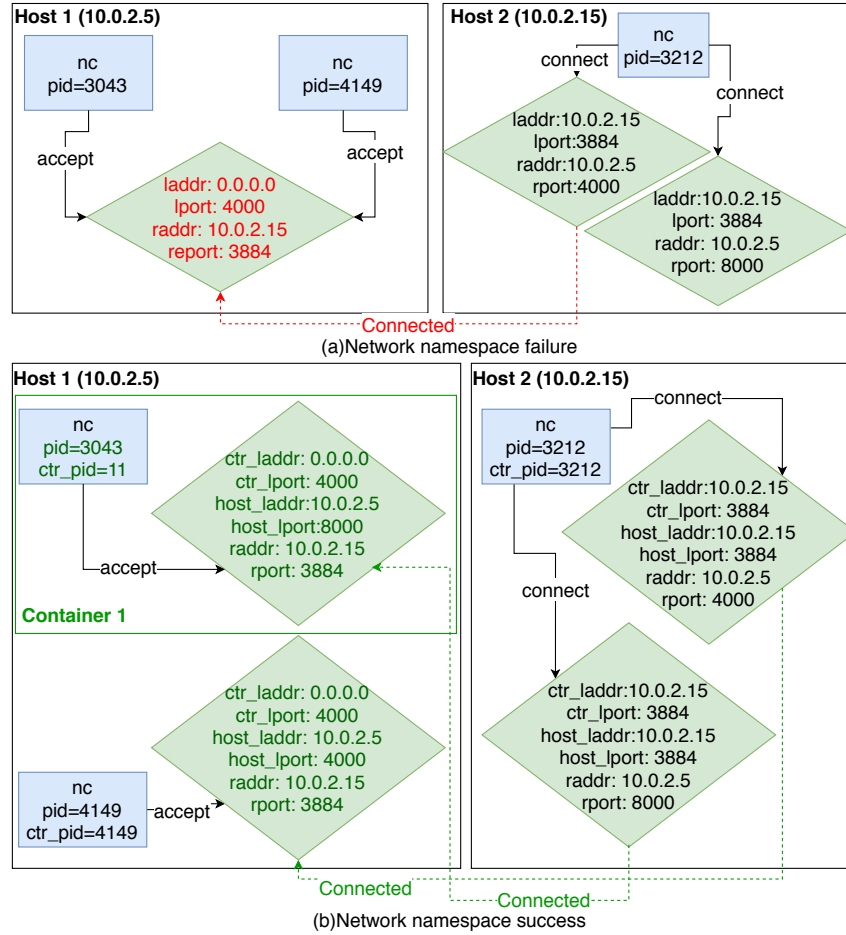 Host 1 (10.0.2.5)
nc
pid=3043
nc
pid=4149
accept
accept
laddr: 0.0.0.0
lport: 4000
raddr: 10.0.2.15
report: 3884
Host 2 (10.0.2.15)
nc
pid=3212
connect
connect
laddr:10.0.2.15
lport:3884
raddr:10.0.2.5
rport:4000
laddr:10.0.2.15
lport: 3884
raddr: 10.0.2.5
rport: 8000
Connected
(a)Network namespace failure
Host 1 (10.0.2.5)
nc
pid=3043
ctr_pid=11
ctr_laddr: 0.0.0.0
ctr_lport: 4000
host_laddr:10.0.2.5
host_lport:8000
raddr: 10.0.2.15
rport: 3884
accept
Container 1
ctr_laddr: 0.0.0.0
ctr_lport: 4000
host_laddr: 10.0.2.5
host_lport: 4000
raddr: 10.0.2.15
rport: 3884
nc
pid=4149
ctr_pid=4149
accept
Host 2 (10.0.2.15)
nc
pid=3212
ctr_pid=3212
connect
connect
ctr_laddr:10.0.2.15
ctr_lport: 3884
host_laddr:10.0.2.15
host_lport: 3884
raddr: 10.0.2.5
rport: 4000
ctr_laddr:10.0.2.15
ctr_lport: 3884
host_laddr:10.0.2.15
host_lport: 3884
raddr: 10.0.2.5
rport: 8000
Connected
Connected
(b)Network namespace success